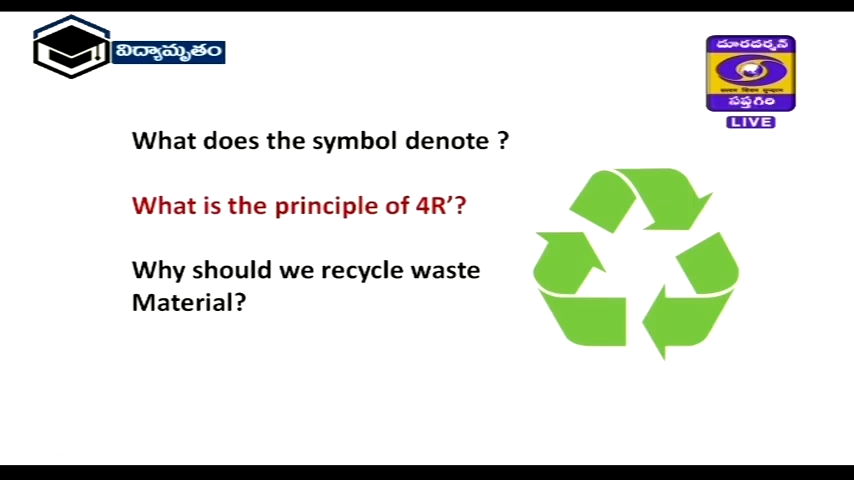 విద్యామృతం
దూరదర్శన్
సప్తగిరి
LIVE
What does the symbol denote ?
What is the principle of 4R’?
Why should we recycle waste
Material?